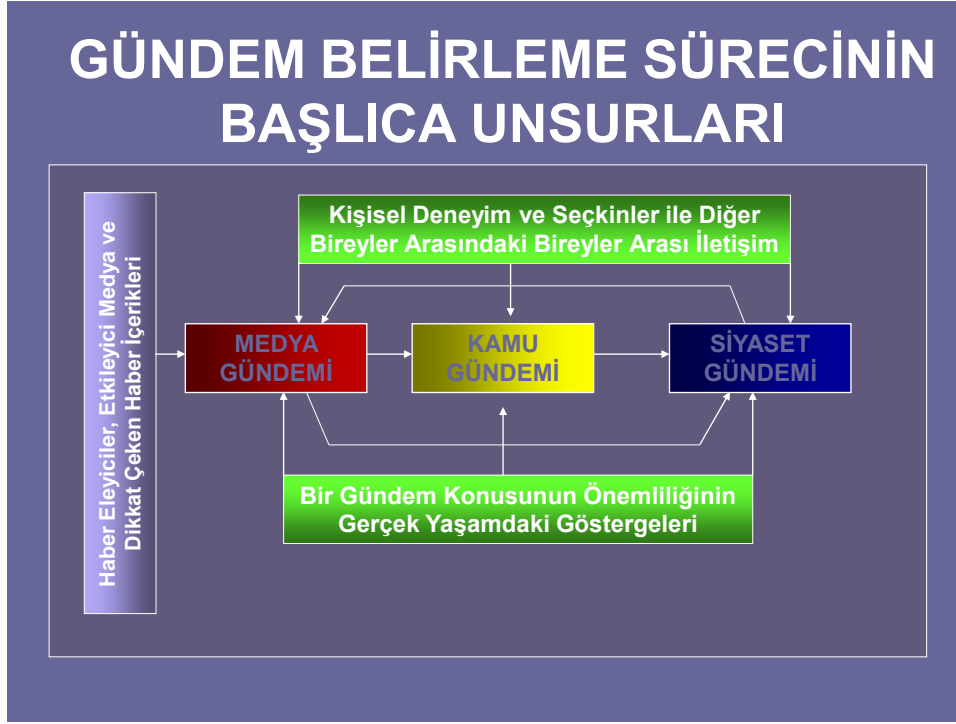 GÜNDEM BELİRLEME SÜRECİNİN
BAŞLICA UNSURLARI
Haber Eleyiciler, Etkileyici Medya ve
Dikkat Çeken Haber İçerikleri
Kişisel Deneyim ve Seçkinler ile Diğer
Bireyler Arasındaki Bireyler Arası İletişim
MEDYA
GÜNDEMİ
KAMU
GÜNDEMİ
SİYASET
GÜNDEMİ
Bir Gündem Konusunun Önemliliğinin
Gerçek Yaşamdaki Göstergeleri